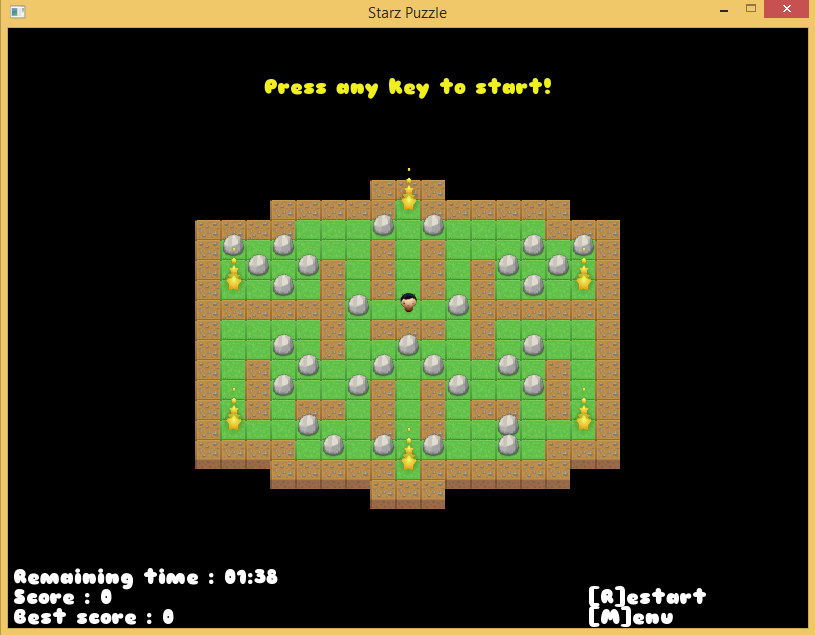 Starz Puzzle
Press any key to start!
Remaining time : 01:38
Score : 0
Best score : 0
[R]estart
[M]enu